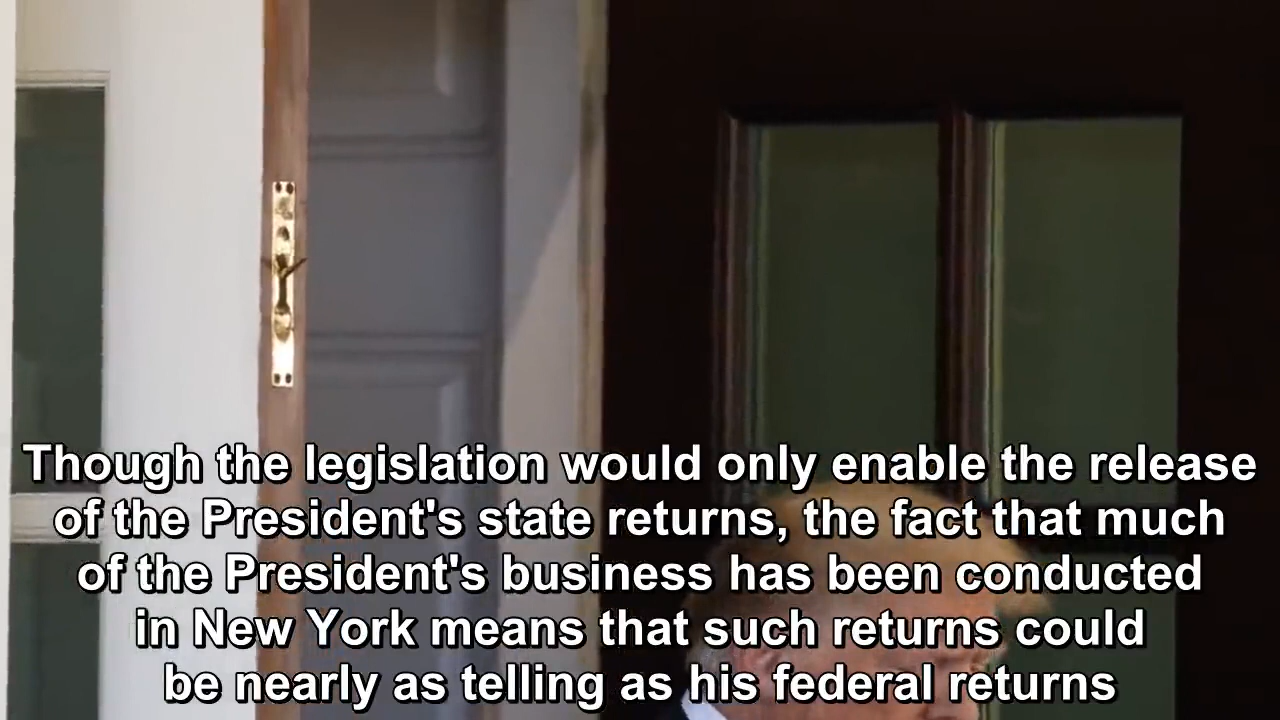 Though the legislation would only enable the release
of the President's state returns, the fact that much
of the President's business has been conducted
in New York means that such returns could
be nearly as telling as his federal returns